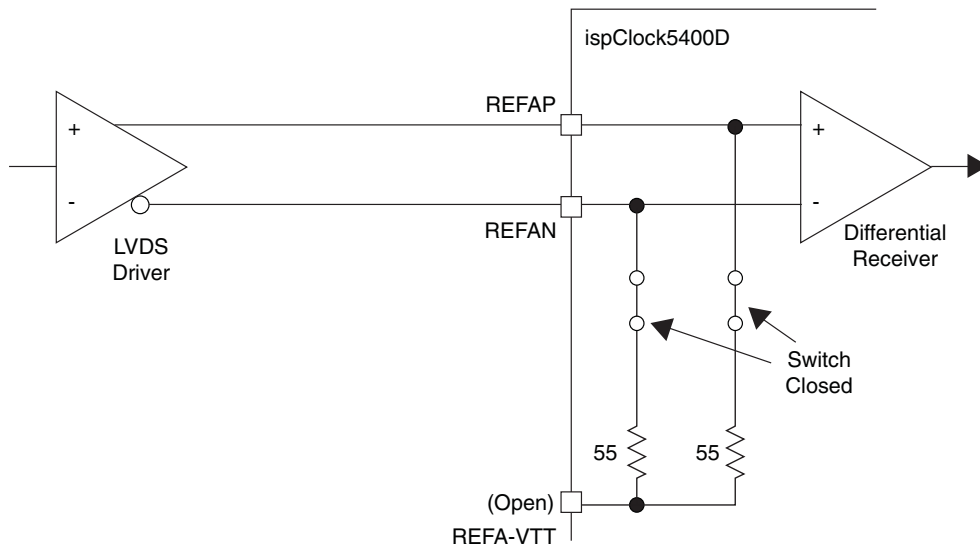 ispClock5400D
REFAP
+
+
-
-
REFAN
LVDS
Driver
Differential
Receiver
Switch
Closed
55
55
(Open)
REFA-VTT